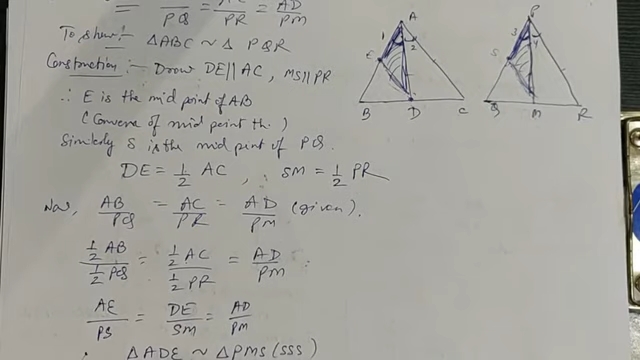 = PQ = AC/PR = AD/PM
To show:- ΔABC ~ Δ PQR
Construction:- Draw DE||AC, MS||PR
∴ E is the mid point of AB
(Converse of mid point th.)
Similarly S is the mid point of PQ.
DE = 1/2 AC, SM = 1/2 PR
Now, AB/PQ = AC/PR = AD/PM (given).
1/2 AB / 1/2 PQ = 1/2 AC / 1/2 PR = AD/PM
AE/PS = DE/SM = AD/PM
∴ ΔADE ~ ΔPMS (SSS)
A
1 2
E
B D C
P
3 4
S
Q M R